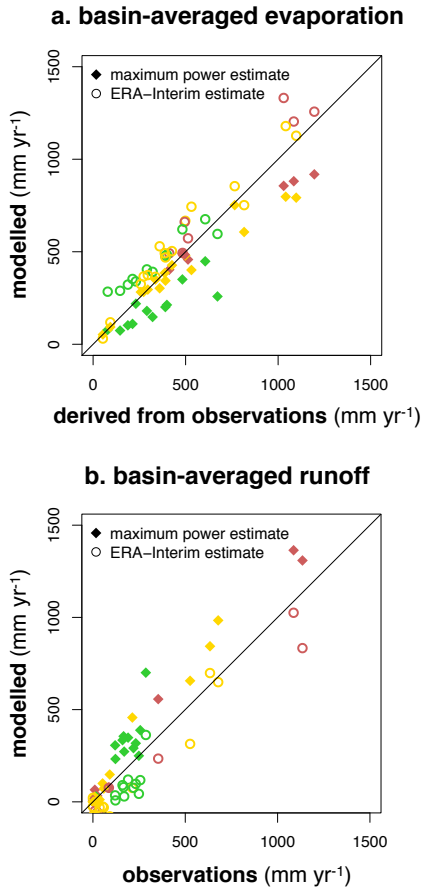 a. basin-averaged evaporation
1500
1000
500
0
modelled (mm yr-1)
maximum power estimate
ERA−Interim estimate
0 500 1000 1500
derived from observations (mm yr-1)
b. basin-averaged runoff
1500
1000
500
0
modelled (mm yr-1)
maximum power estimate
ERA−Interim estimate
0 500 1000 1500
observations (mm yr-1)